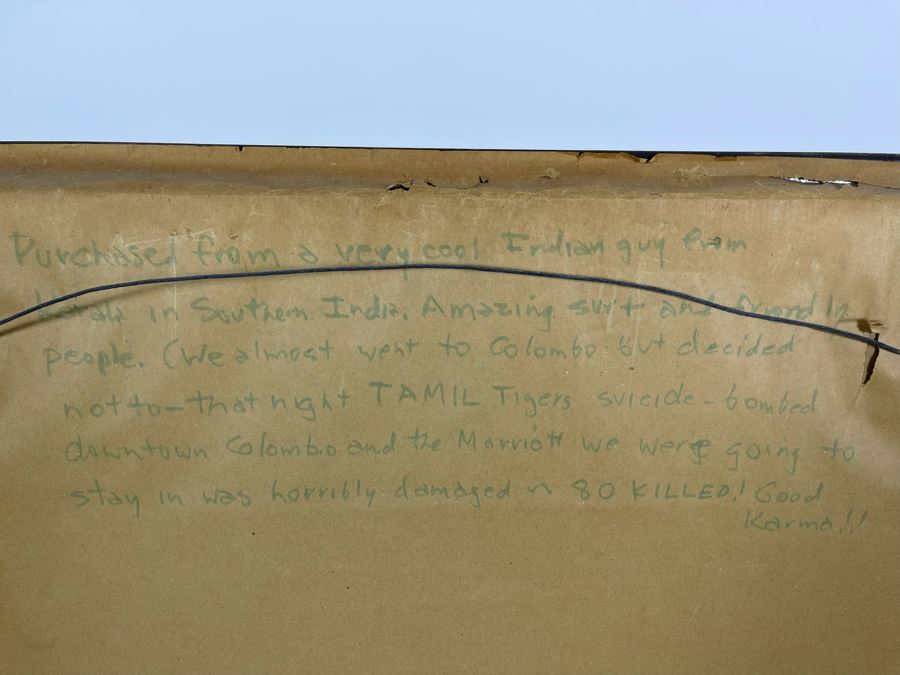 Purchased from a very cool Indian guy from
Kerala in Southern India. Amazing surf and friendly
people. (We almost went to Colombo but decided
not to - that night TAMIL Tigers suicide-bombed
downtown Colombo and the Marriott we were going to
stay in was horribly damaged ~ 80 KILLED! Good
Karma!!